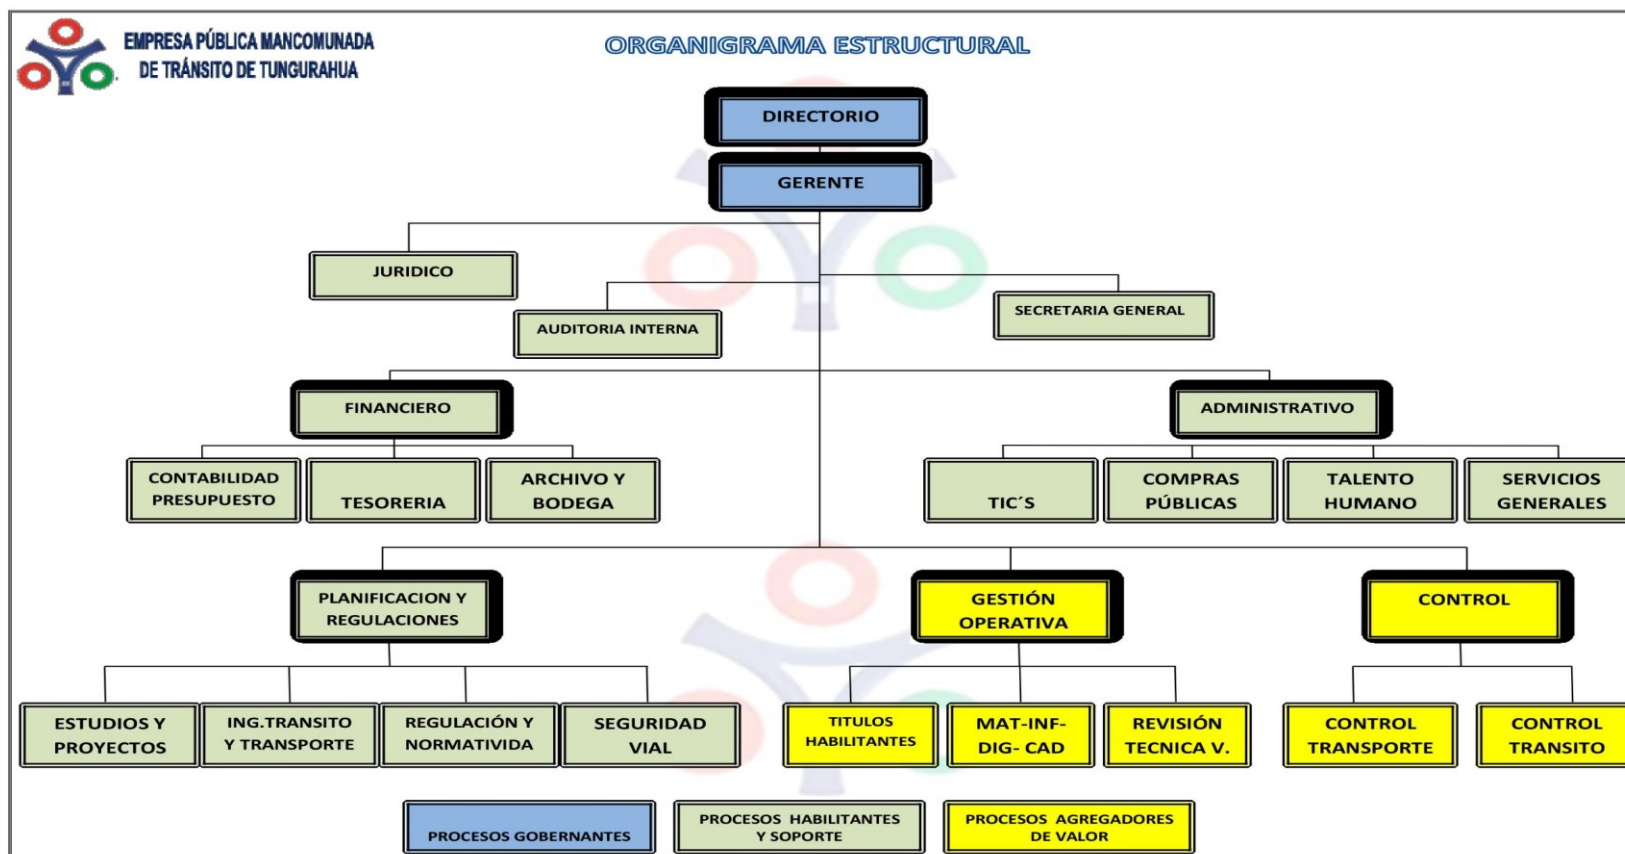 EMPRESA PÚBLICA MANCOMUNADA
DE TRÁNSITO DE TUNGURAHUA
ORGANIGRAMA ESTRUCTURAL
DIRECTORIO
GERENTE
JURIDICO
AUDITORIA INTERNA
SECRETARIA GENERAL
FINANCIERO
ADMINISTRATIVO
CONTABILIDAD
PRESUPUESTO
TESORERIA
ARCHIVO Y
BODEGA
TIC´S
COMPRAS
PÚBLICAS
TALENTO
HUMANO
SERVICIOS
GENERALES
PLANIFICACION Y
REGULACIONES
GESTIÓN
OPERATIVA
CONTROL
ESTUDIOS Y
PROYECTOS
ING.TRANSITO
Y TRANSPORTE
REGULACIÓN Y
NORMATIVIDA
SEGURIDAD
VIAL
TITULOS
HABILITANTES
MAT-INF-
DIG- CAD
REVISIÓN
TECNICA V.
CONTROL
TRANSPORTE
CONTROL
TRANSITO
PROCESOS GOBERNANTES
PROCESOS HABILITANTES
Y SOPORTE
PROCESOS AGREGADORES
DE VALOR